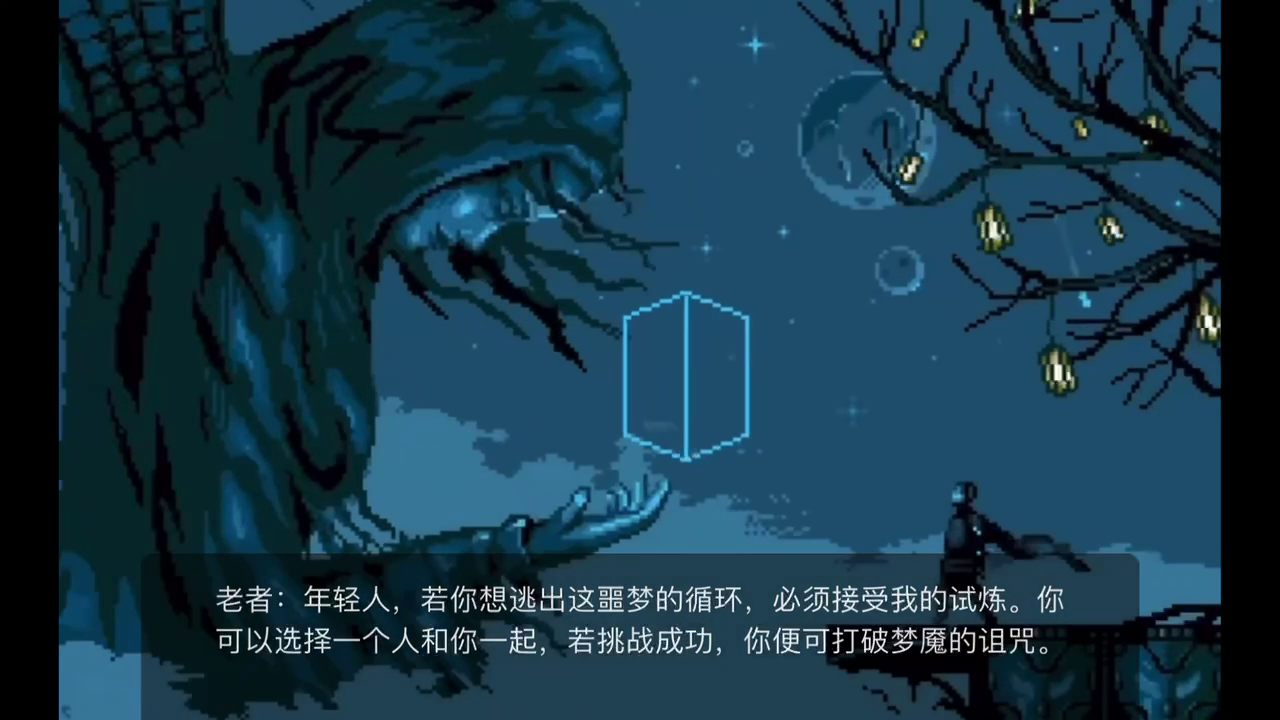 老者：年轻人，若你想逃出这噩梦的循环，必须接受我的试炼。你
可以选择一个人和你一起，若挑战成功，你便可打破梦魇的诅咒。